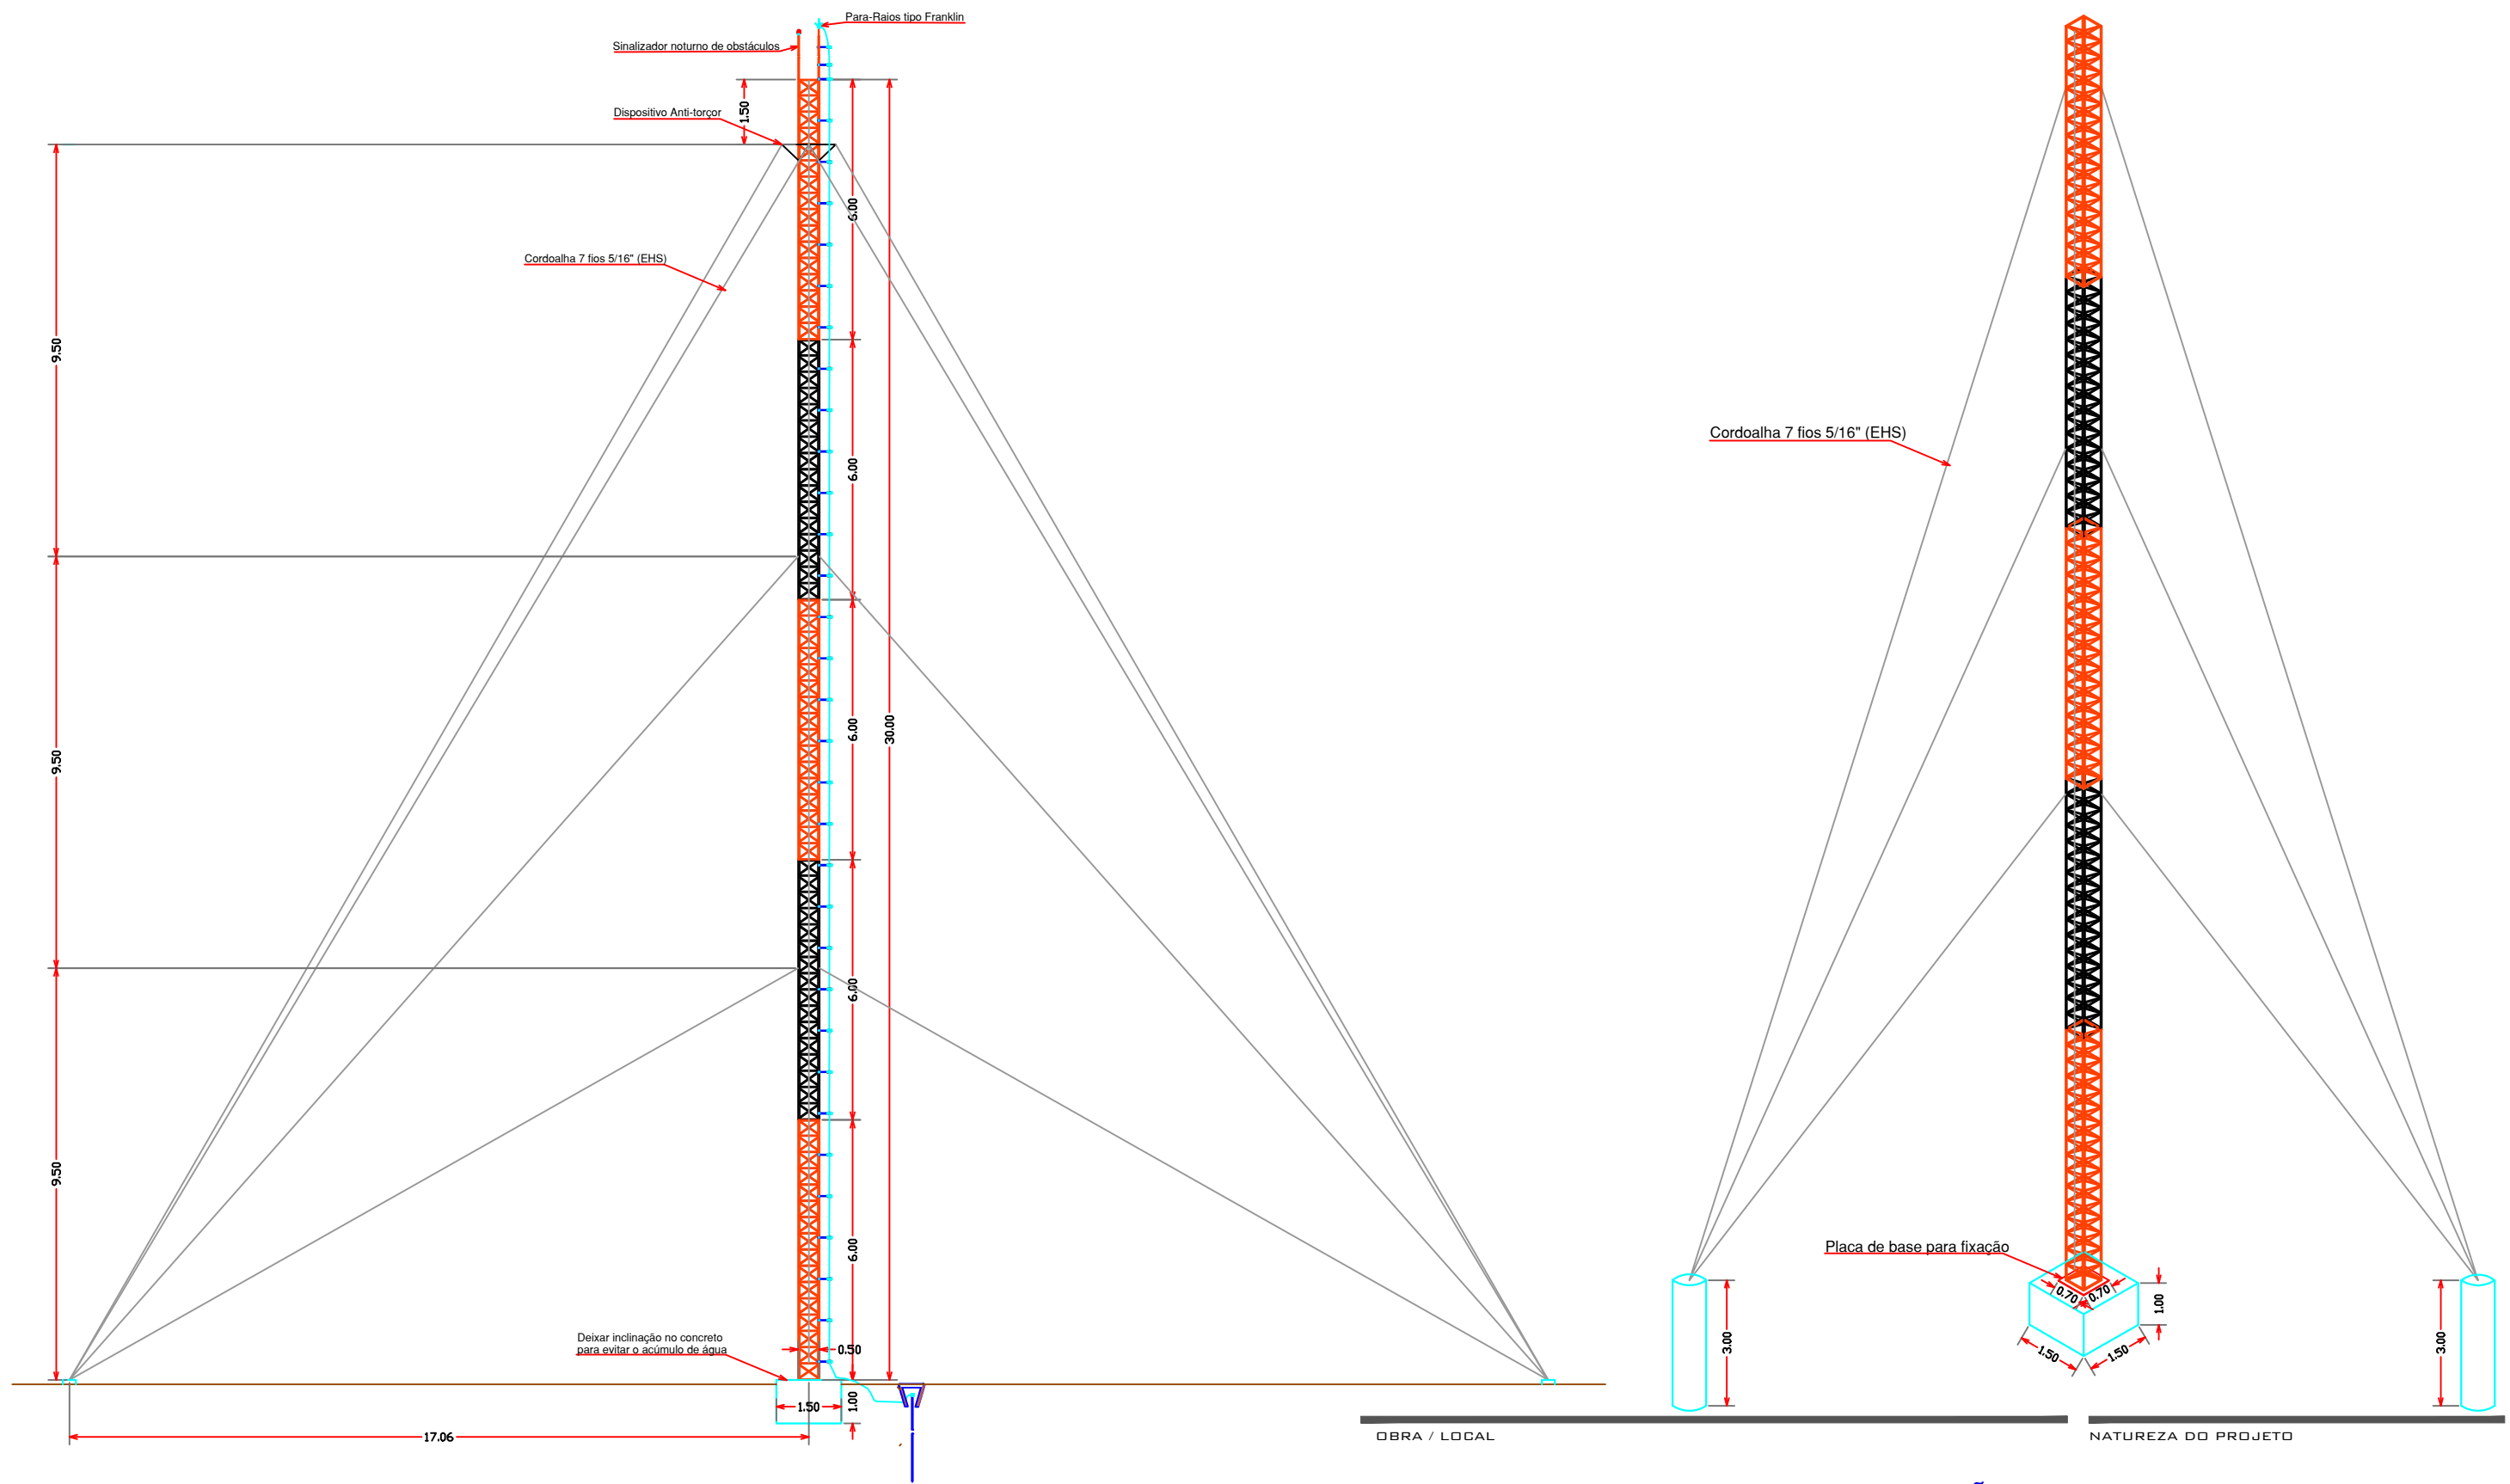 Para-Raios tipo Franklin
Sinalizador noturno de obstáculos
1.50
Dispositivo Anti-torçor
6.00
Cordoalha 7 fios 5/16" (EHS)
9.50
6.00
9.50
6.00
30.00
6.00
9.50
6.00
Deixar inclinação no concreto
para evitar o acúmulo de água
0.50
1.50
1.00
17.06
Cordoalha 7 fios 5/16" (EHS)
Placa de base para fixação
0.70
0.70
1.00
3.00
1.50
1.50
3.00
OBRA / LOCAL
NATUREZA DO PROJETO